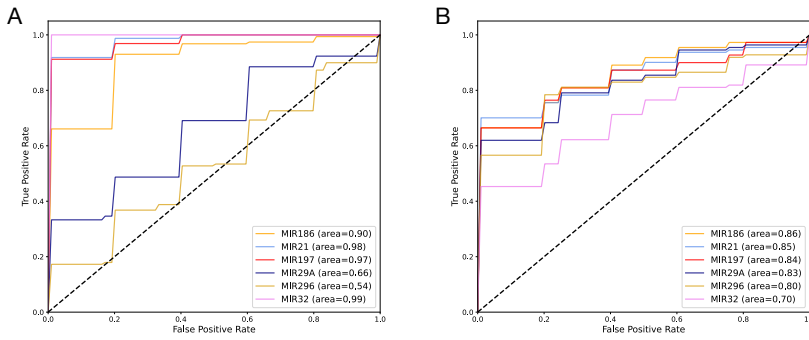 A
1.0
0.8
0.6
0.4
0.2
0.0
True Positive Rate
MIR186 (area=0.90)
MIR21 (area=0.98)
MIR197 (area=0.97)
MIR29A (area=0.66)
MIR296 (area=0,54)
MIR32 (area=0,99)
0.0 0.2 0.4 0.6 0.8 1.0
False Positive Rate
B
1.0
0.8
0.6
0.4
0.2
0.0
True Positive Rate
MIR186 (area=0.86)
MIR21 (area=0.85)
MIR197 (area=0.84)
MIR29A (area=0.83)
MIR296 (area=0,80)
MIR32 (area=0,70)
0.0 0.2 0.4 0.6 0.8 1.0
False Positive Rate